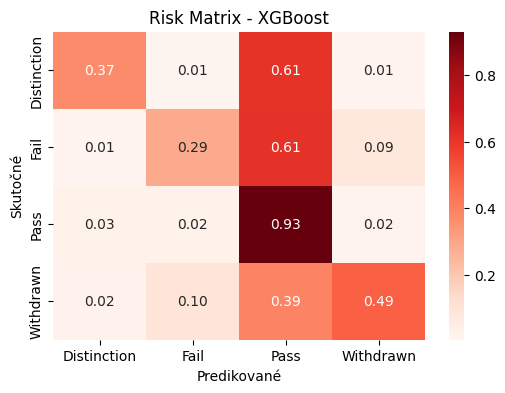 Risk Matrix - XGBoost
Skutočné
Distinction 0.37 0.01 0.61 0.01
Fail 0.01 0.29 0.61 0.09
Pass 0.03 0.02 0.93 0.02
Withdrawn 0.02 0.10 0.39 0.49
Distinction Fail Pass Withdrawn
Predikované
0.8
0.6
0.4
0.2